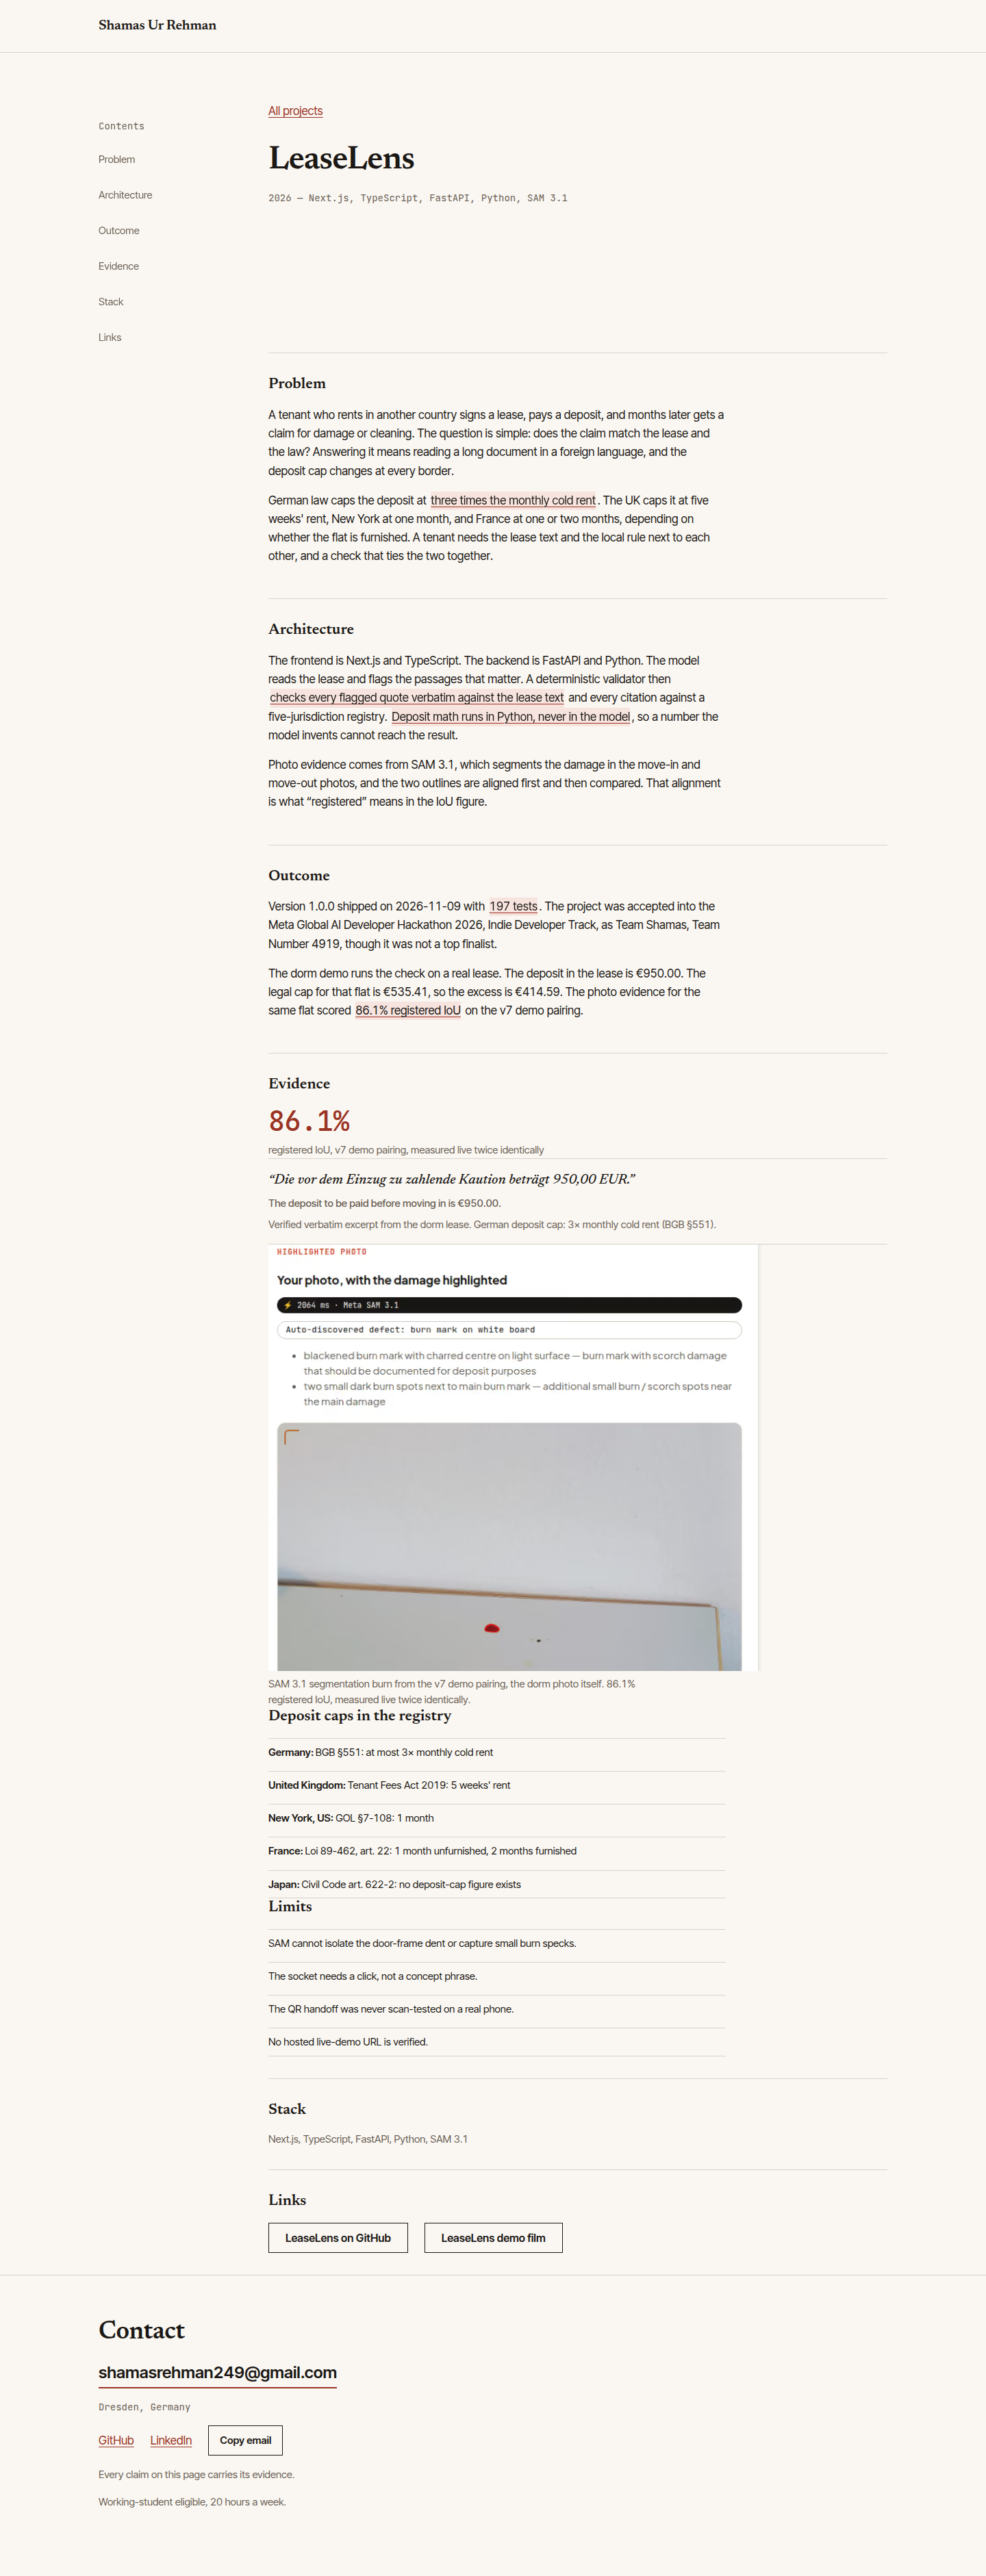 Shamas Ur Rehman
All projects
Contents
Problem
Architecture
Outcome
Evidence
Stack
Links
LeaseLens
2026 — Next.js, TypeScript, FastAPI, Python, SAM 3.1
Problem
A tenant who rents in another country signs a lease, pays a deposit, and months later gets a
claim for damage or cleaning. The question is simple: does the claim match the lease and
the law? Answering it means reading a long document in a foreign language, and the
deposit cap changes at every border.
German law caps the deposit at three times the monthly cold rent. The UK caps it at five
weeks' rent, New York at one month, and France at one or two months, depending on
whether the flat is furnished. A tenant needs the lease text and the local rule next to each
other, and a check that ties the two together.
Architecture
The frontend is Next.js and TypeScript. The backend is FastAPI and Python. The model
reads the lease and flags the passages that matter. A deterministic validator then
checks every flagged quote verbatim against the lease text and every citation against a
five-jurisdiction registry. Deposit math runs in Python, never in the model, so a number the
model invents cannot reach the result.
Photo evidence comes from SAM 3.1, which segments the damage in the move-in and
move-out photos, and the two outlines are aligned first and then compared. That alignment
is what “registered” means in the IoU figure.
Outcome
Version 1.0.0 shipped on 2026-11-09 with 197 tests. The project was accepted into the
Meta Global AI Developer Hackathon 2026, Indie Developer Track, as Team Shamas, Team
Number 4919, though it was not a top finalist.
The dorm demo runs the check on a real lease. The deposit in the lease is €950.00. The
legal cap for that flat is €535.41, so the excess is €414.59. The photo evidence for the
same flat scored 86.1% registered IoU on the v7 demo pairing.
Evidence
86.1%
registered IoU, v7 demo pairing, measured live twice identically
“Die vor dem Einzug zu zahlende Kaution beträgt 950,00 EUR.”
The deposit to be paid before moving in is €950.00.
Verified verbatim excerpt from the dorm lease. German deposit cap: 3× monthly cold rent (BGB §551).
HIGHLIGHTED PHOTO
Your photo, with the damage highlighted
⚡ 2064 ms · Meta SAM 3.1
Auto-discovered defect: burn mark on white board
• blackened burn mark with charred centre on light surface — burn mark with scorch damage
that should be documented for deposit purposes
• two small dark burn spots next to main burn mark — additional small burn / scorch spots near
the main damage
SAM 3.1 segmentation burn from the v7 demo pairing, the dorm photo itself. 86.1%
registered IoU, measured live twice identically.
Deposit caps in the registry
Germany: BGB §551: at most 3× monthly cold rent
United Kingdom: Tenant Fees Act 2019: 5 weeks' rent
New York, US: GOL §7-108: 1 month
France: Loi 89-462, art. 22: 1 month unfurnished, 2 months furnished
Japan: Civil Code art. 622-2: no deposit-cap figure exists
Limits
SAM cannot isolate the door-frame dent or capture small burn specks.
The socket needs a click, not a concept phrase.
The QR handoff was never scan-tested on a real phone.
No hosted live-demo URL is verified.
Stack
Next.js, TypeScript, FastAPI, Python, SAM 3.1
Links
LeaseLens on GitHub
LeaseLens demo film
Contact
shamasrehman249@gmail.com
Dresden, Germany
GitHub
LinkedIn
Copy email
Every claim on this page carries its evidence.
Working-student eligible, 20 hours a week.